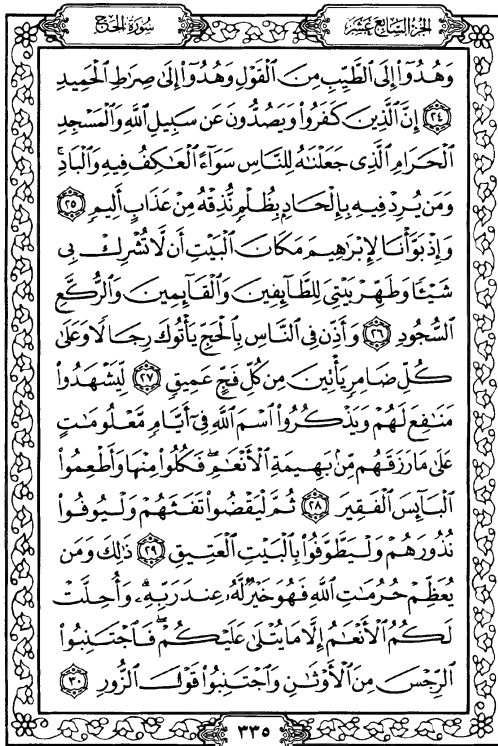 الجزء السابع عشر
سورة الحج
وَهُدُوٓا۟ إِلَى ٱلطَّيِّبِ مِنَ ٱلْقَوْلِ وَهُدُوٓا۟ إِلَىٰ صِرَٰطِ ٱلْحَمِيدِ
٢٤ إِنَّ ٱلَّذِينَ كَفَرُوا۟ وَيَصُدُّونَ عَن سَبِيلِ ٱللَّهِ وَٱلْمَسْجِدِ
ٱلْحَرَامِ ٱلَّذِى جَعَلْنَٰهُ لِلنَّاسِ سَوَآءً ٱلْعَٰكِفُ فِيهِ وَٱلْبَادِ ۚ
وَمَن يُرِدْ فِيهِ بِإِلْحَادٍۭ بِظُلْمٍ نُّذِقْهُ مِنْ عَذَابٍ أَلِيمٍ ٢٥
وَإِذْ بَوَّأْنَا لِإِبْرَٰهِيمَ مَكَانَ ٱلْبَيْتِ أَن لَّا تُشْرِكْ بِى
شَيْـًٔا وَطَهِّرْ بَيْتِىَ لِلطَّآئِفِينَ وَٱلْقَآئِمِينَ وَٱلرُّكَّعِ
ٱلسُّجُودِ ٢٦ وَأَذِّن فِى ٱلنَّاسِ بِٱلْحَجِّ يَأْتُوكَ رِجَالًا وَعَلَىٰ
كُلِّ ضَامِرٍ يَأْتِينَ مِن كُلِّ فَجٍّ عَمِيقٍ ٢٧ لِّيَشْهَدُوا۟
مَنَٰفِعَ لَهُمْ وَيَذْكُرُوا۟ ٱسْمَ ٱللَّهِ فِىٓ أَيَّامٍ مَّعْلُومَٰتٍ
عَلَىٰ مَا رَزَقَهُم مِّنۢ بَهِيمَةِ ٱلْأَنْعَٰمِ ۖ فَكُلُوا۟ مِنْهَا وَأَطْعِمُوا۟
ٱلْبَآئِسَ ٱلْفَقِيرَ ٢٨ ثُمَّ لْيَقْضُوا۟ تَفَثَهُمْ وَلْيُوفُوا۟
نُذُورَهُمْ وَلْيَطَّوَّفُوا۟ بِٱلْبَيْتِ ٱلْعَتِيقِ ٢٩ ذَٰلِكَ وَمَن
يُعَظِّمْ حُرُمَٰتِ ٱللَّهِ فَهُوَ خَيْرٌ لَّهُۥ عِندَ رَبِّهِۦ ۗ وَأُحِلَّتْ
لَكُمُ ٱلْأَنْعَٰمُ إِلَّا مَا يُتْلَىٰ عَلَيْكُمْ ۖ فَٱجْتَنِبُوا۟
ٱلرِّجْسَ مِنَ ٱلْأَوْثَٰنِ وَٱجْتَنِبُوا۟ قَوْلَ ٱلزُّورِ ٣٠
٣٣٥